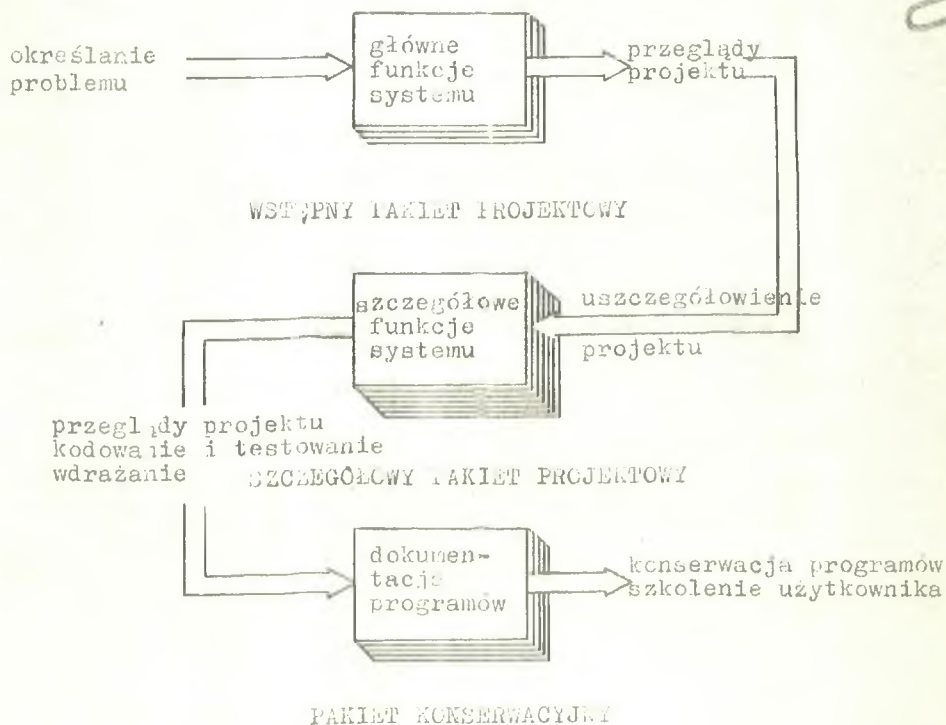 określanie
problemu
główne
funkcje
systemu
przeglądy
projektu
WSTĘPNY PAKIET PROJEKTOWY
szczegółowe
funkcje
systemu
uszczegółowienie
projektu
przeglądy projektu
kodowanie i testowanie
wdrażanie
SZCZEGÓŁOWY PAKIET PROJEKTOWY
dokumen-
tacja
programów
konserwacja programów
szkolenie użytkownika
PAKIET KONSERWACYJNY